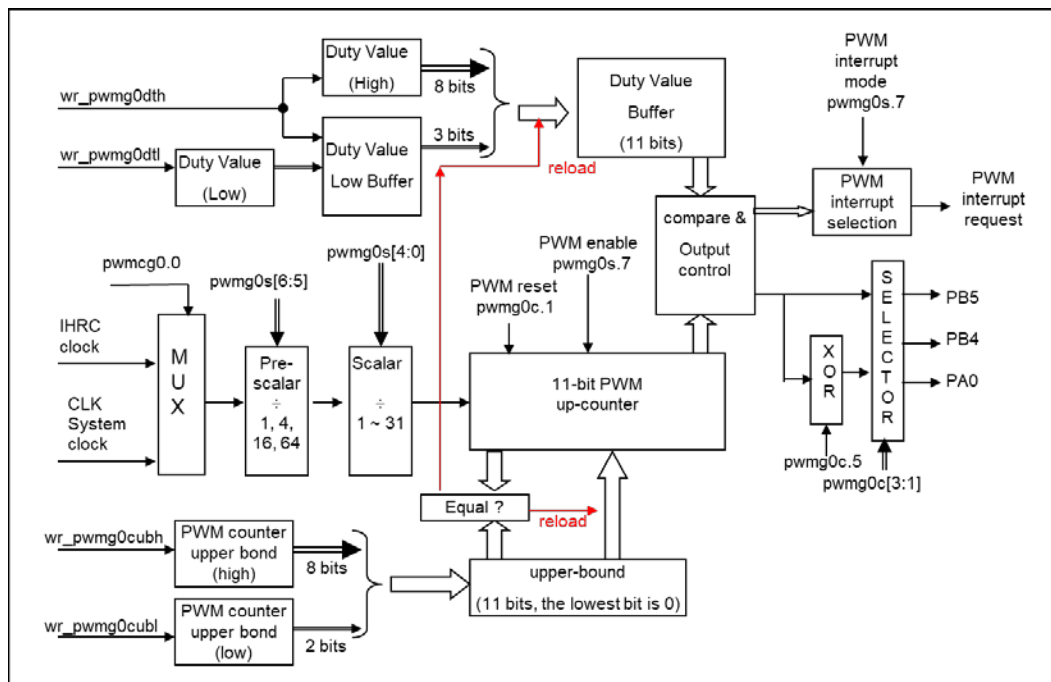 wr_pwmg0dth
Duty Value
(High)
8 bits
wr_pwmg0dtl
Duty Value
(Low)
Duty Value
Low Buffer
3 bits
reload
Duty Value
Buffer
(11 bits)
PWM
interrupt
mode
pwmg0s.7
PWM
interrupt
selection
PWM
interrupt
request
compare &
Output
control
pwmcg0.0
pwmg0s[6:5]
pwmg0s[4:0]
PWM enable
pwmg0s.7
PWM reset
pwmg0c.1
IHRC
clock
CLK
System
clock
M
U
X
Pre-
scalar
÷
1, 4,
16, 64
Scalar
÷
1 ~ 31
11-bit PWM
up-counter
XOR
S
E
L
E
C
T
O
R
PB5
PB4
PA0
pwmg0c.5
pwmg0c[3:1]
Equal ?
reload
wr_pwmg0cubh
PWM counter
upper bond
(high)
8 bits
wr_pwmg0cubl
PWM counter
upper bond
(low)
2 bits
upper-bound
(11 bits, the lowest bit is 0)